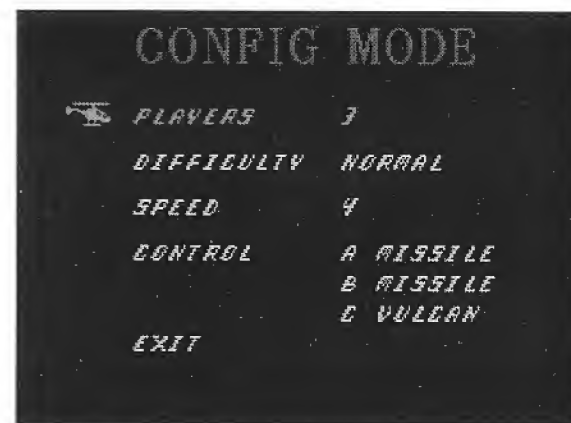 CONFIG MODE
PLAYERS 3
DIFFICULTY NORMAL
SPEED 4
CONTROL A MISSILE
B MISSILE
C VULCAN
EXIT